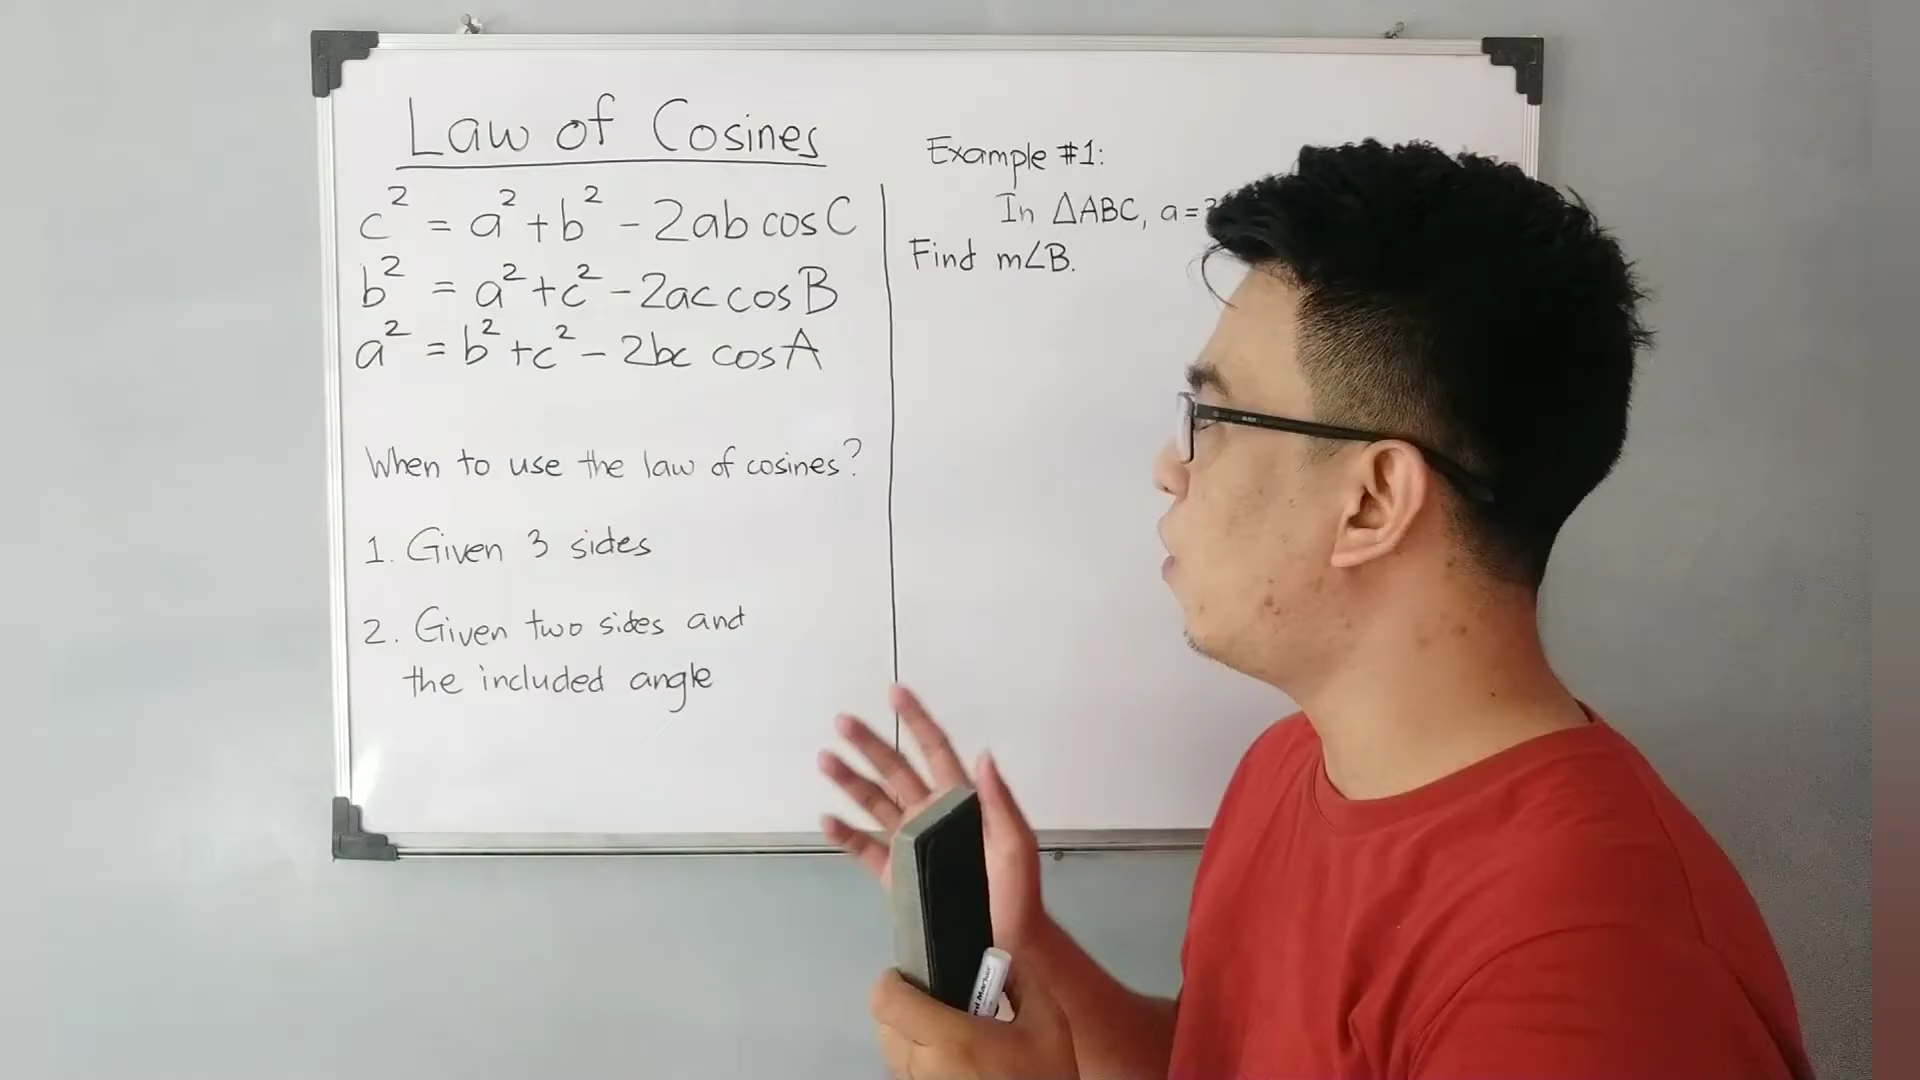 Law of Cosines
c² = a² + b² - 2ab cos C
b² = a² + c² - 2ac cos B
a² = b² + c² - 2bc cos A
When to use the law of cosines?
1. Given 3 sides
2. Given two sides and
the included angle
Example #1:
In △ABC, a =
Find m∠B.